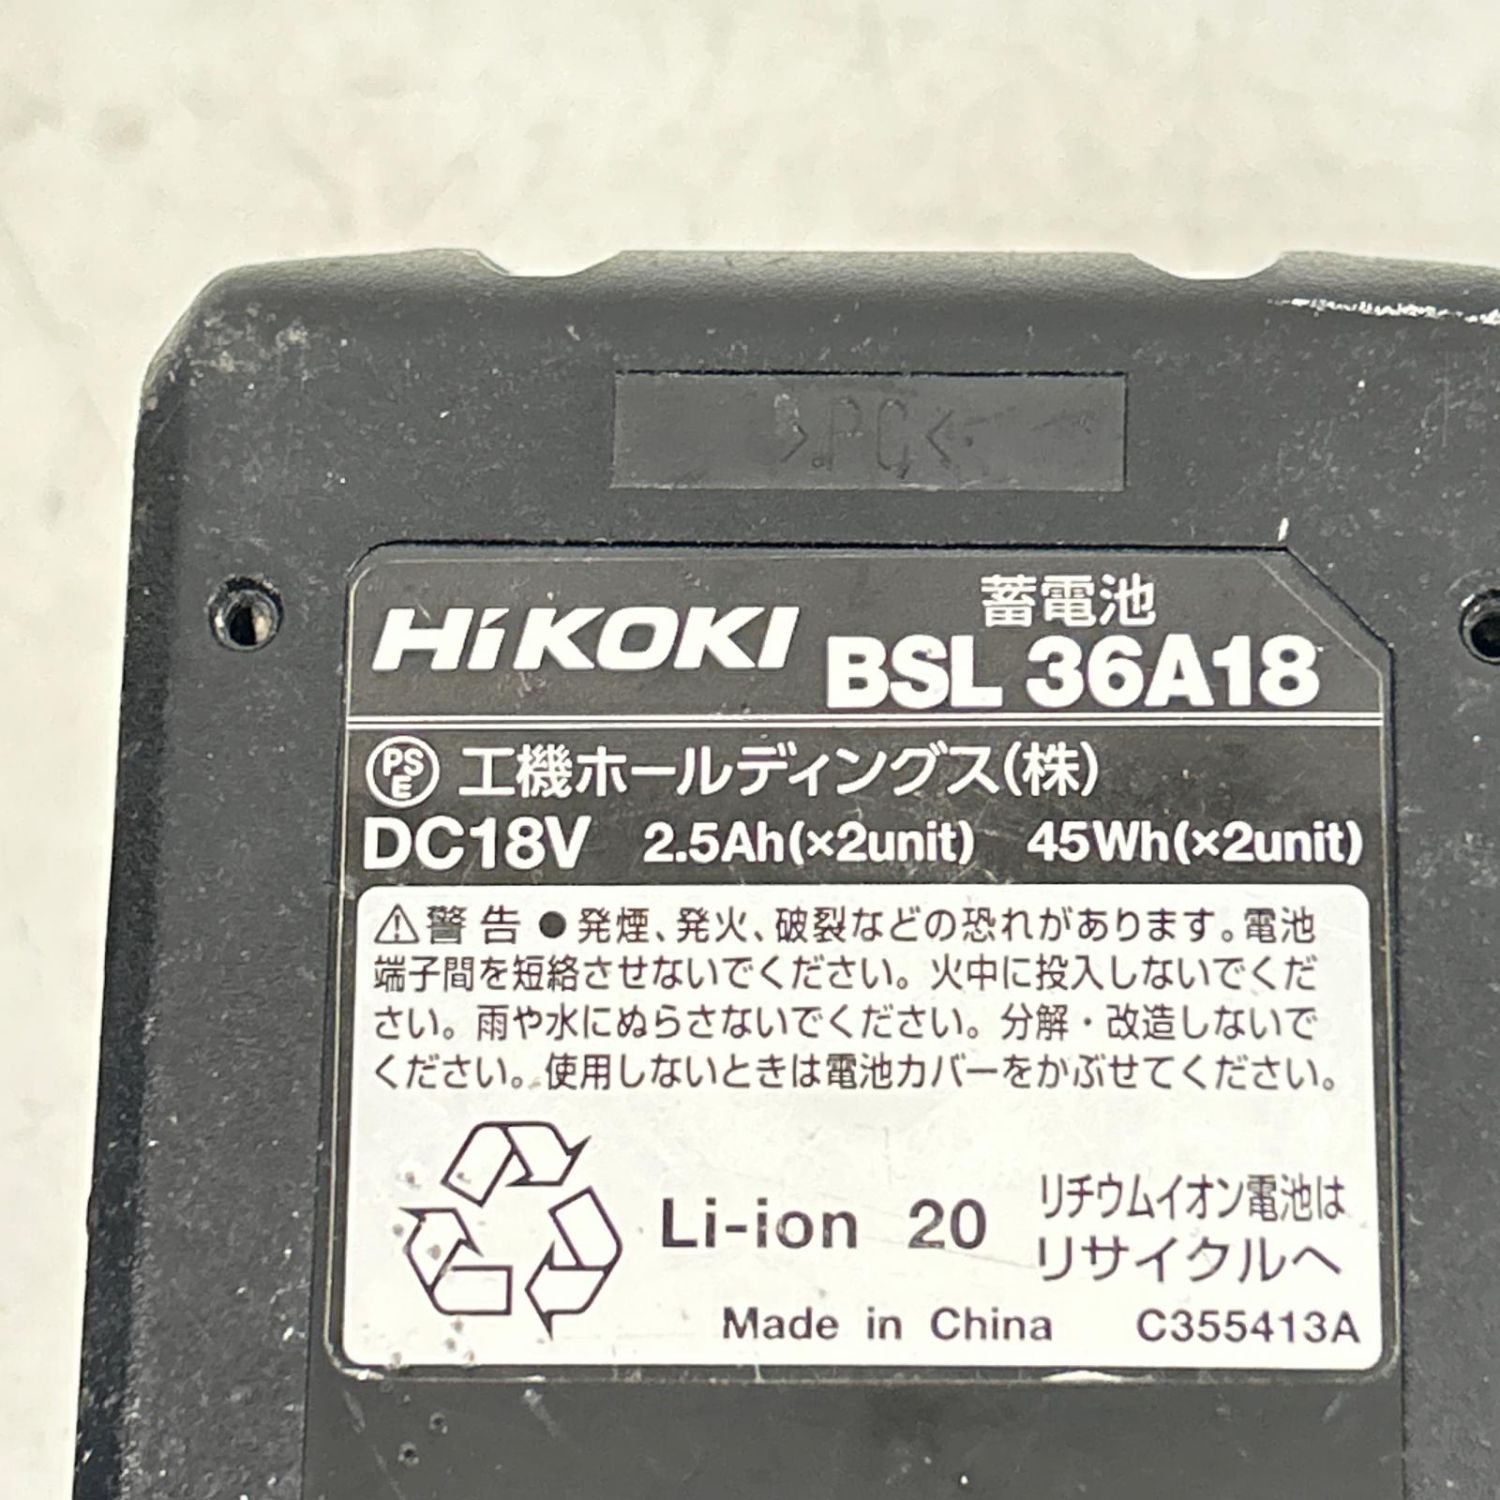 >PC<
HiKOKI
蓄電池
BSL 36A18
PSE 工機ホールディングス(株)
DC18V 2.5Ah(×2unit) 45Wh(×2unit)
⚠警告 ●発煙、発火、破裂などの恐れがあります。電池
端子間を短絡させないでください。火中に投入しないでくだ
さい。雨や水にぬらさないでください。分解・改造しないで
ください。使用しないときは電池カバーをかぶせてください。
Li-ion 20
リチウムイオン電池は
リサイクルへ
Made in China C355413A